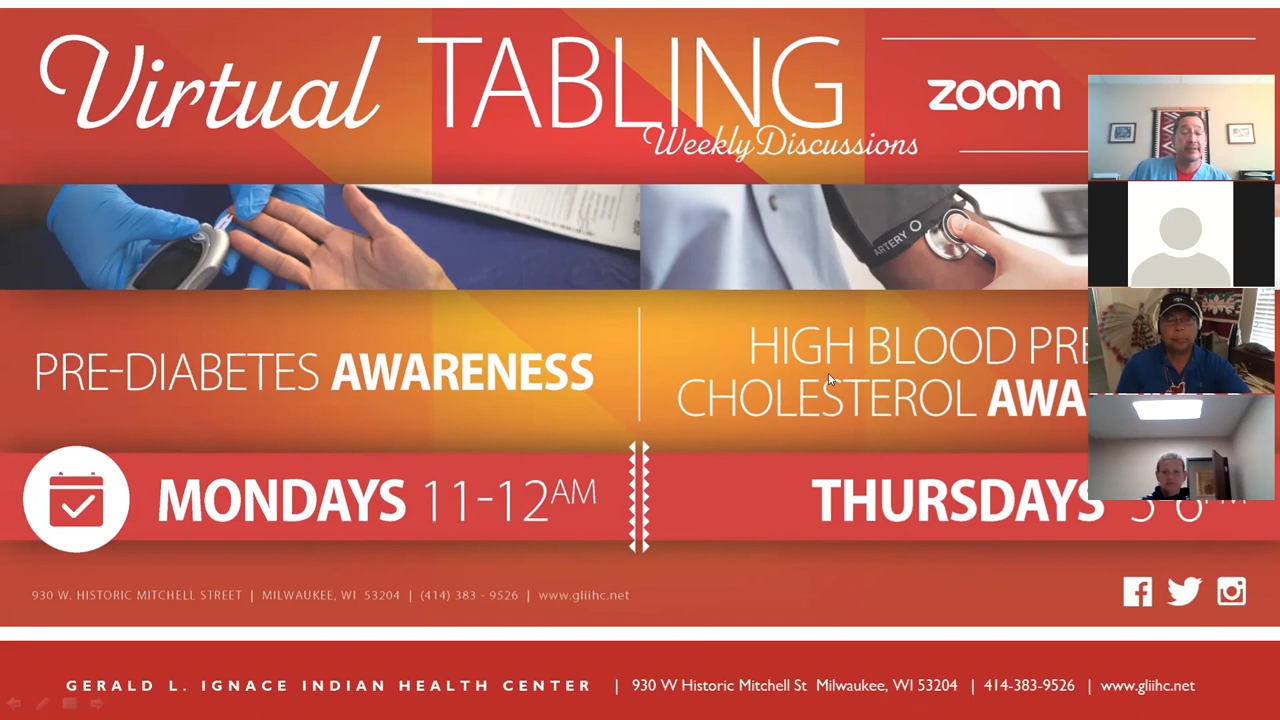 Virtual TABLING
Weekly Discussions
zoom
ARTERY
PRE-DIABETES AWARENESS
HIGH BLOOD PRE
CHOLESTEROL AWA
MONDAYS 11-12AM
THURSDAYS
930 W. HISTORIC MITCHELL STREET | MILWAUKEE, WI 53204 | (414) 383 - 9526 | www.gliihc.net
GERALD L. IGNACE INDIAN HEALTH CENTER | 930 W Historic Mitchell St Milwaukee, WI 53204 | 414-383-9526 | www.gliihc.net